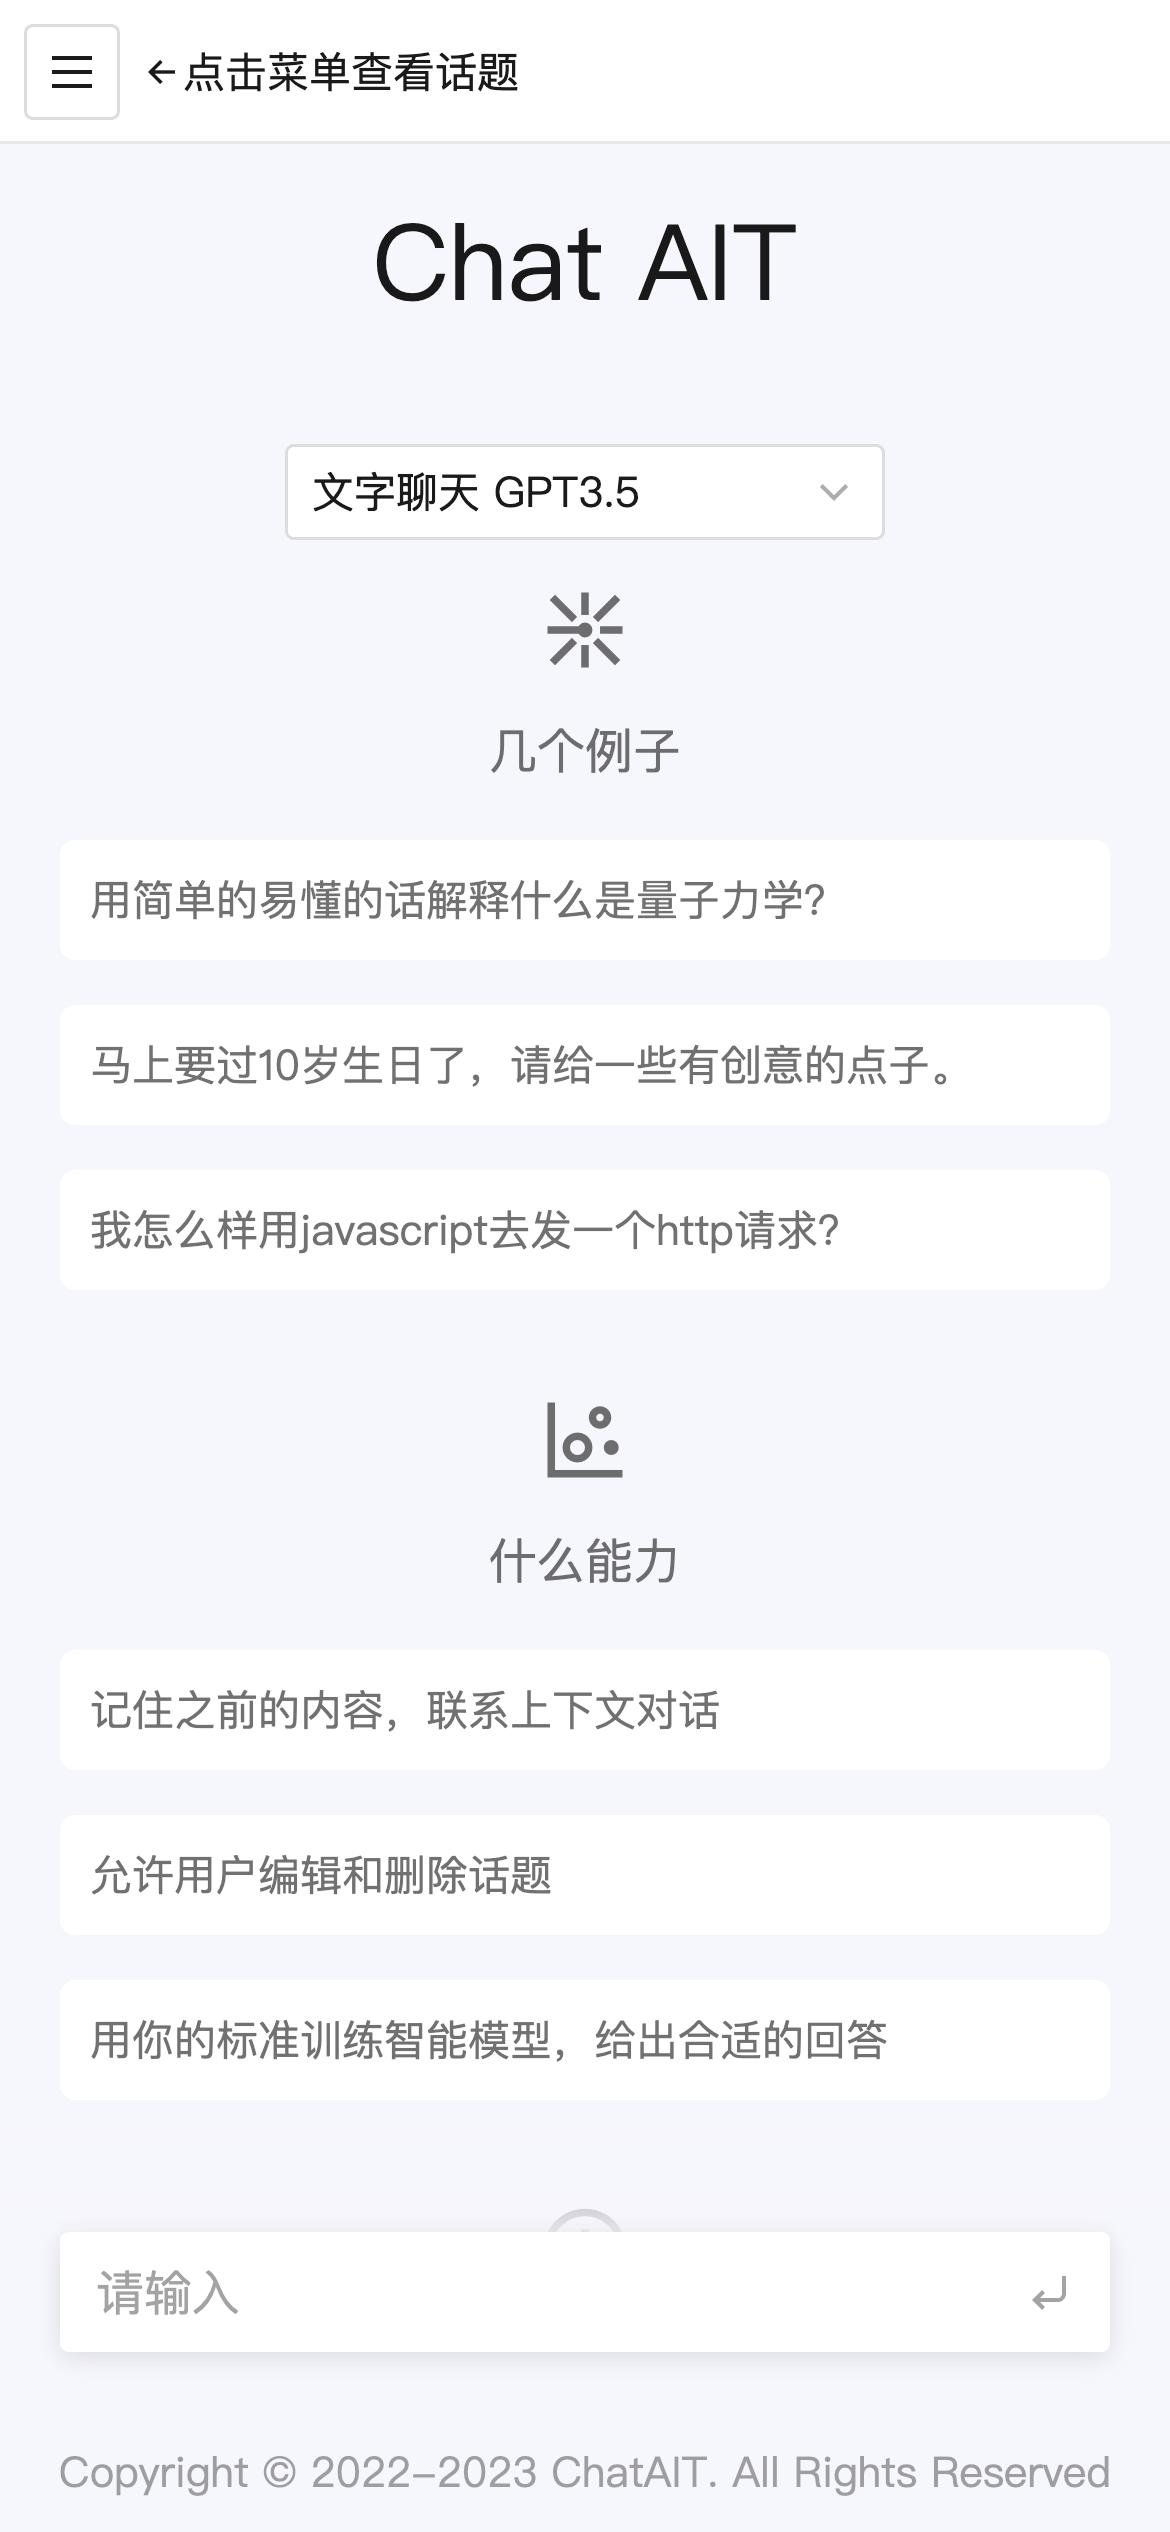 ←点击菜单查看话题
Chat AIT
文字聊天 GPT3.5
几个例子
用简单的易懂的话解释什么是量子力学?
马上要过10岁生日了，请给一些有创意的点子。
我怎么样用javascript去发一个http请求?
什么能力
记住之前的内容，联系上下文对话
允许用户编辑和删除话题
用你的标准训练智能模型，给出合适的回答
请输入
Copyright © 2022–2023 ChatAIT. All Rights Reserved